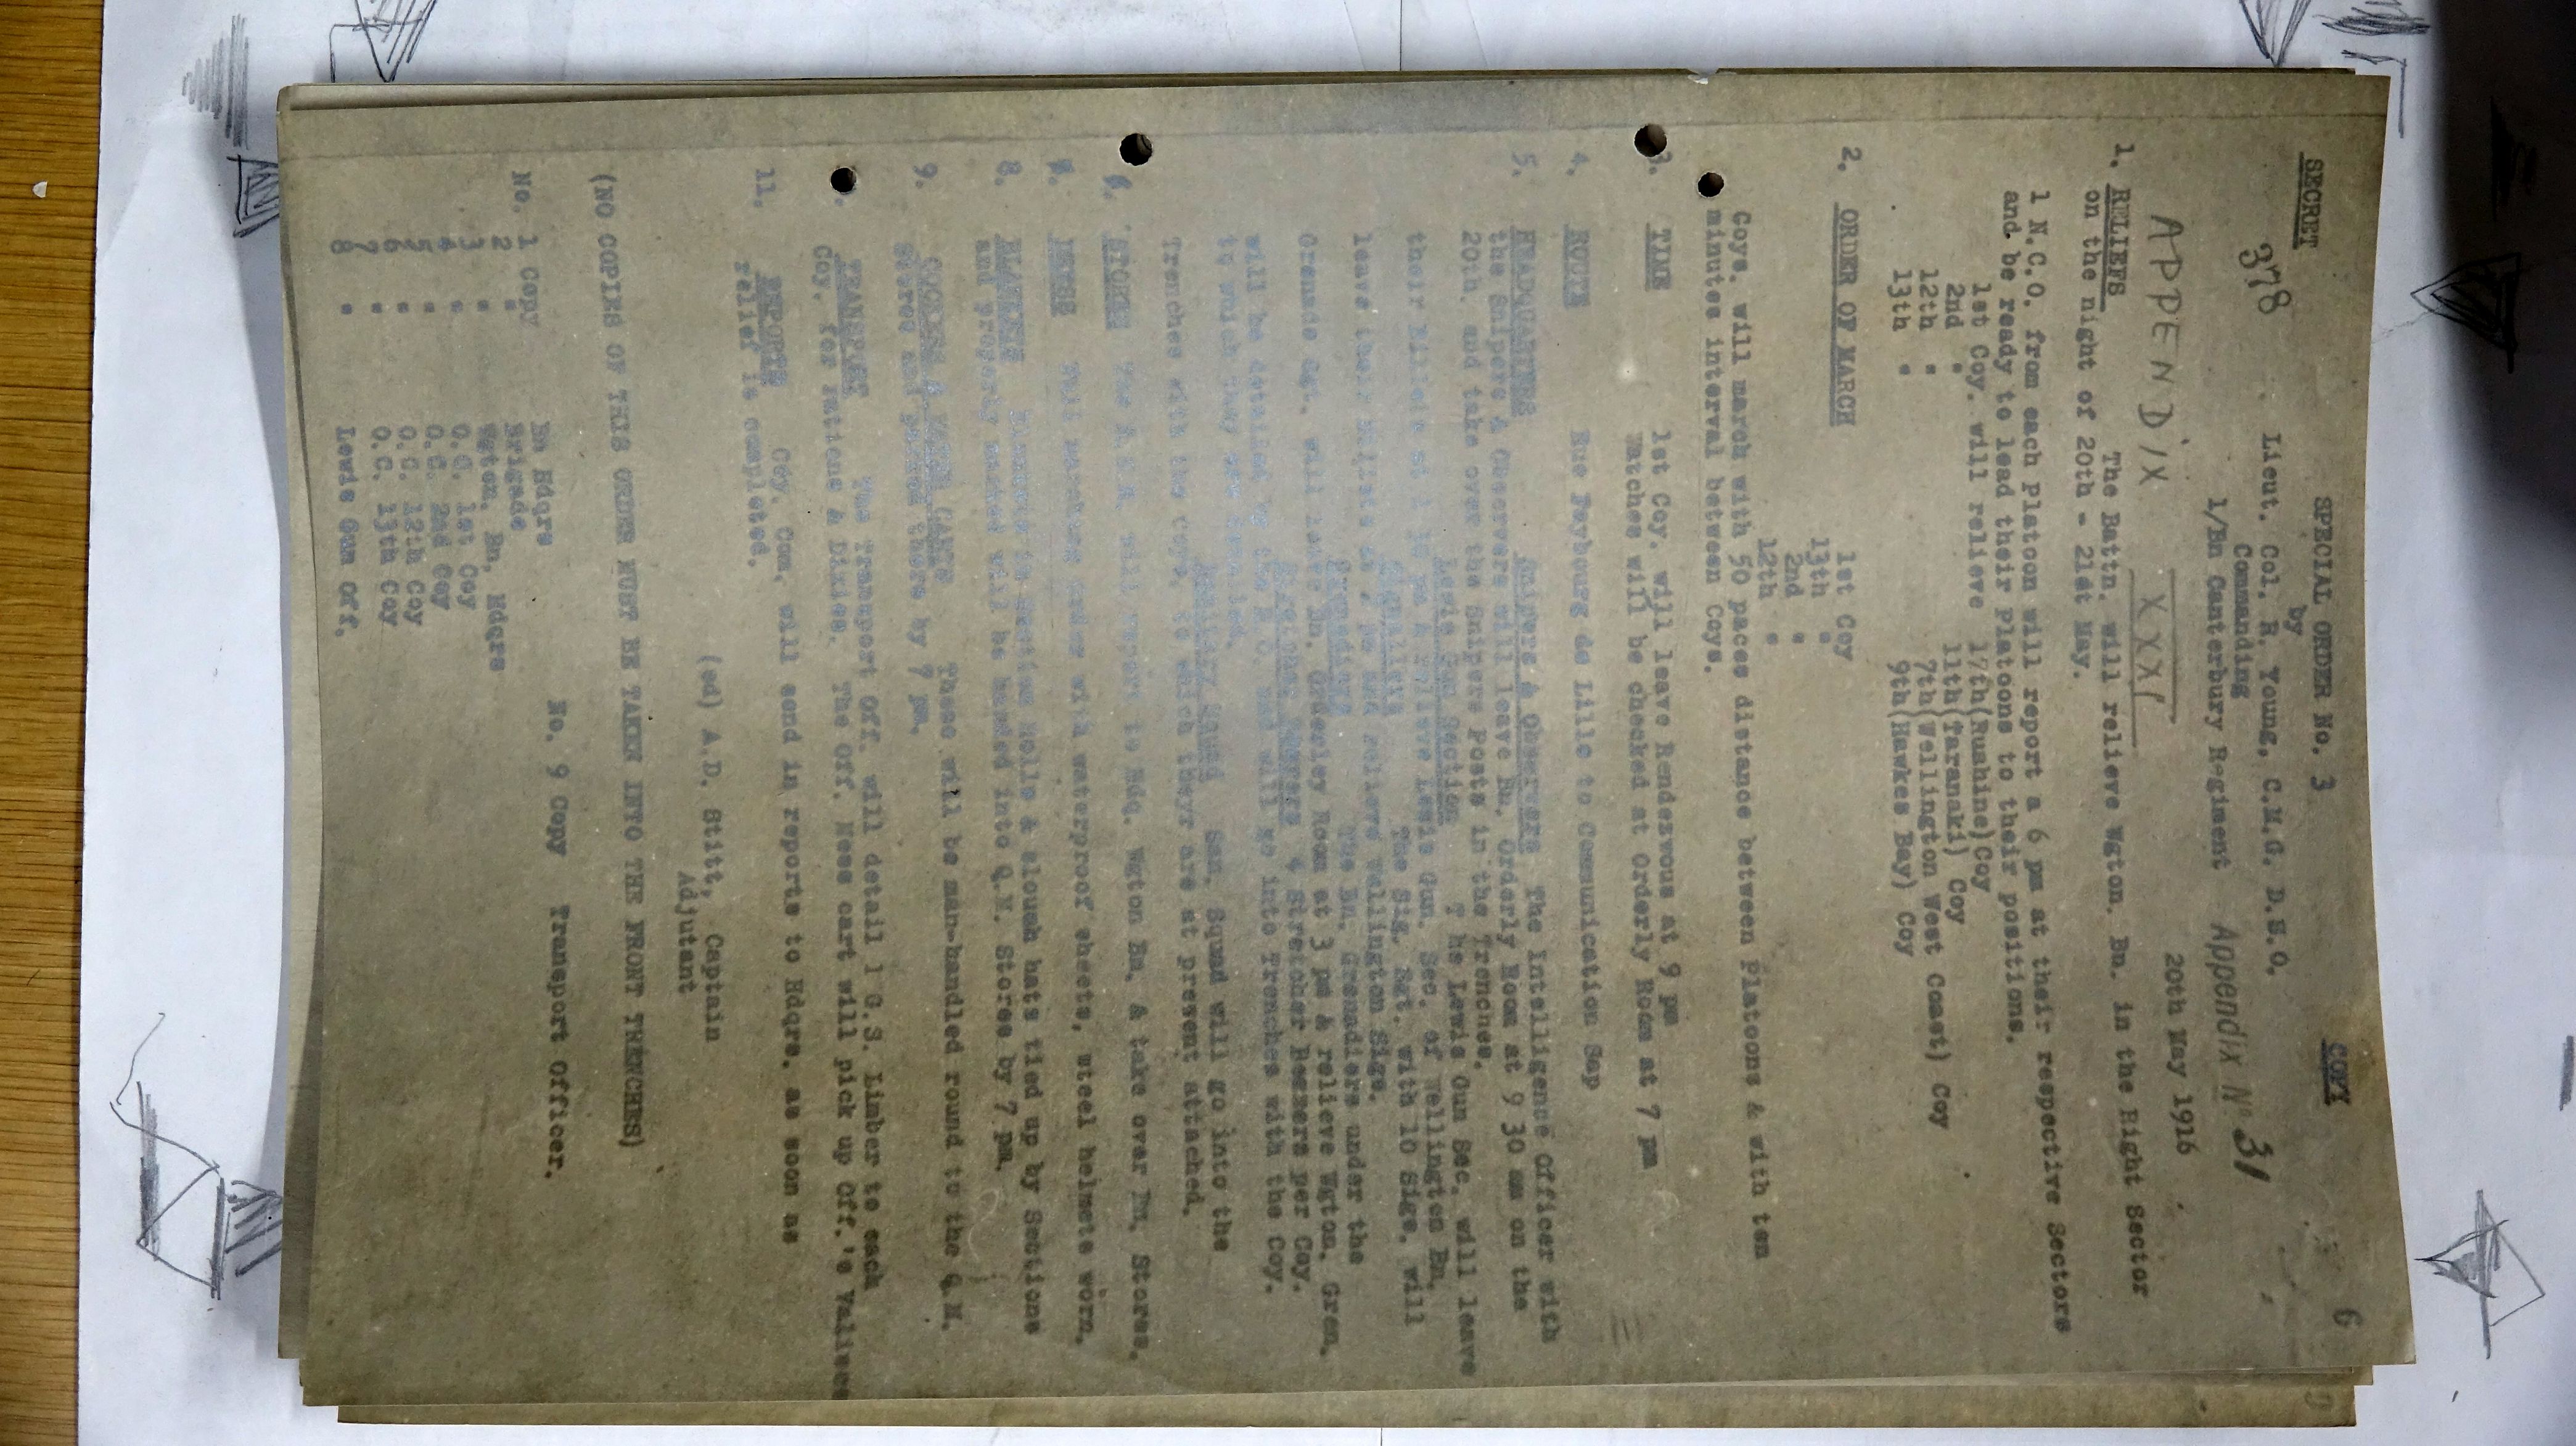 6
SECRET SPECIAL ORDER No. 3 COPY
by
378 Lieut. Col. R. Young, C.M.G. D.S.O.
Commanding
1/Bn Canterbury Regiment Appendix No. 31
20th May 1916
APPENDIX XXXI
1. RELIEFS The Battn. will relieve Wgton. Bn. in the Right Sector
on the night of 20th - 21st May.
1 N.C.O. from each Platoon will report a 6 pm at their respective Sectors
and be ready to lead their Platoons to their positions.
1st Coy. will relieve 17th(Ruahine)Coy
2nd " 11th(Taranaki) Coy
12th " 7th(Wellington West Coast) Coy
13th " 9th(Hawkes Bay) Coy
2. ORDER OF MARCH 1st Coy
13th "
2nd "
12th "
Coys. will march with 50 paces distance between Platoons & with ten
minutes interval between Coys.
3. TIME 1st Coy. will leave Rendezvous at 9 pm
Watches will be checked at Orderly Room at 7 pm
4. ROUTE Rue Faybourg de Lille to Communication Sap
5. HEADQUARTERS Snipers & Observers The Intelligence Officer with
the Snipers & Observers will leave Bn. Orderly Room at 9 30 am on the
20th. and take over the Snipers Posts in the Trenches.
Lewis Gun Section The Lewis Gun Sec. will leave
their Billets at 1 pm & relieve Lewis Gun. Sec. of Wellington Bn.
Signallers The Sig. Sgt. with 10 Sigs. will
leave their Billets at pm and relieve Wellington Sigs.
Grenadiers The Bn. Grenadiers under the
Grenade Sgt. will leave Bn. Orderley Room at 3 pm & relieve Wgton. Gren.
Stretcher Bearers 4 Stretcher Bearers per Coy.
will be detailed by the M.O. and will go into Trenches with the Coy.
to which they are
Sanitary Squad San. Squad will go into the
Trenches with the Coys. to which theyr are at present attached.
6. STORES The R.S.M. will report to Hdq. Wgton Bn. & take over Bn. Stores.
7. DRESS Full marching order with waterproof sheets, steel helmets worn.
8. BLANKETS Blankets in Section Rolls & slouch hats tied up by Sections
and properly marked will be handed into Q.M. Stores by 7 pm.
9. COOKERS & WATER CARTS These will be man-handled round to the Q.M.
Stores and parked there by 7 pm.
TRANSPORT The Transport Off. will detail 1 G.S. Limber to each
Coy. for Rations & Dixies. The Off. Mess cart will pick up Off.'s Valises
11. REPORTS Coy. Com. will send in reports to Hdqrs. as soon as
relief is completed.
(sd) A.D. Stitt, Captain
Adjutant
(NO COPIES OF THIS ORDER MUST BE TAKEN INTO THE FRONT TRENCHES)
No. 1 Copy Bn Hdqrs No. 9 Copy Transport Officer.
2 " Brigade
3 " Wgton. Bn, Hdqrs
4 " O.C. 1st Coy
5 " O.C. 2nd Coy
6 " O.C. 12th Coy
7 " O.C. 13th Coy
8 " Lewis Gun Off.